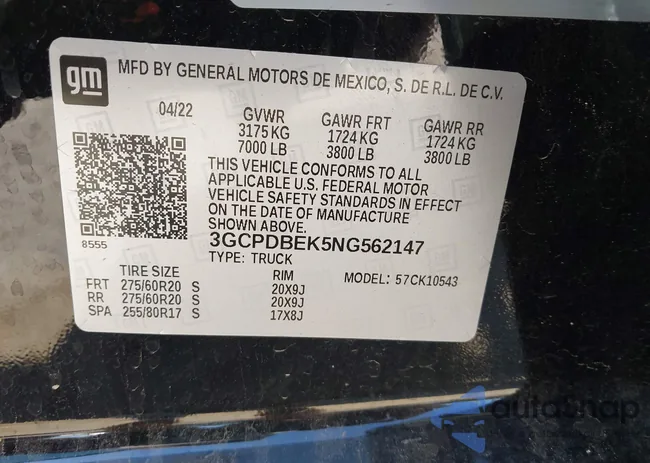 gm
MFD BY GENERAL MOTORS DE MEXICO, S. DE R.L. DE C.V.
04/22 GVWR GAWR FRT GAWR RR
3175 KG 1724 KG 1724 KG
7000 LB 3800 LB 3800 LB
THIS VEHICLE CONFORMS TO ALL
APPLICABLE U.S. FEDERAL MOTOR
VEHICLE SAFETY STANDARDS IN EFFECT
ON THE DATE OF MANUFACTURE
SHOWN ABOVE.
8555
3GCPDBEK5NG562147
TYPE: TRUCK
TIRE SIZE RIM MODEL: 57CK10543
FRT 275/60R20 S 20X9J
RR 275/60R20 S 20X9J
SPA 255/80R17 S 17X8J
autosnap